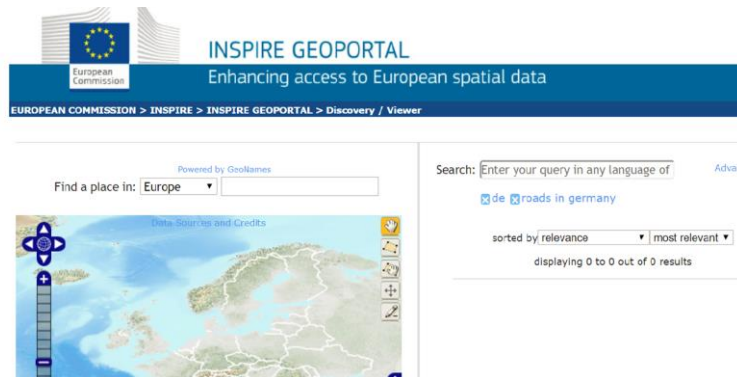 European
Commission
INSPIRE GEOPORTAL
Enhancing access to European spatial data
EUROPEAN COMMISSION > INSPIRE > INSPIRE GEOPORTAL > Discovery / Viewer
Powered by GeoNames
Find a place in: Europe
Data Sources and Credits
Search: Enter your query in any language of
Adva
de roads in germany
sorted by relevance most relevant
displaying 0 to 0 out of 0 results